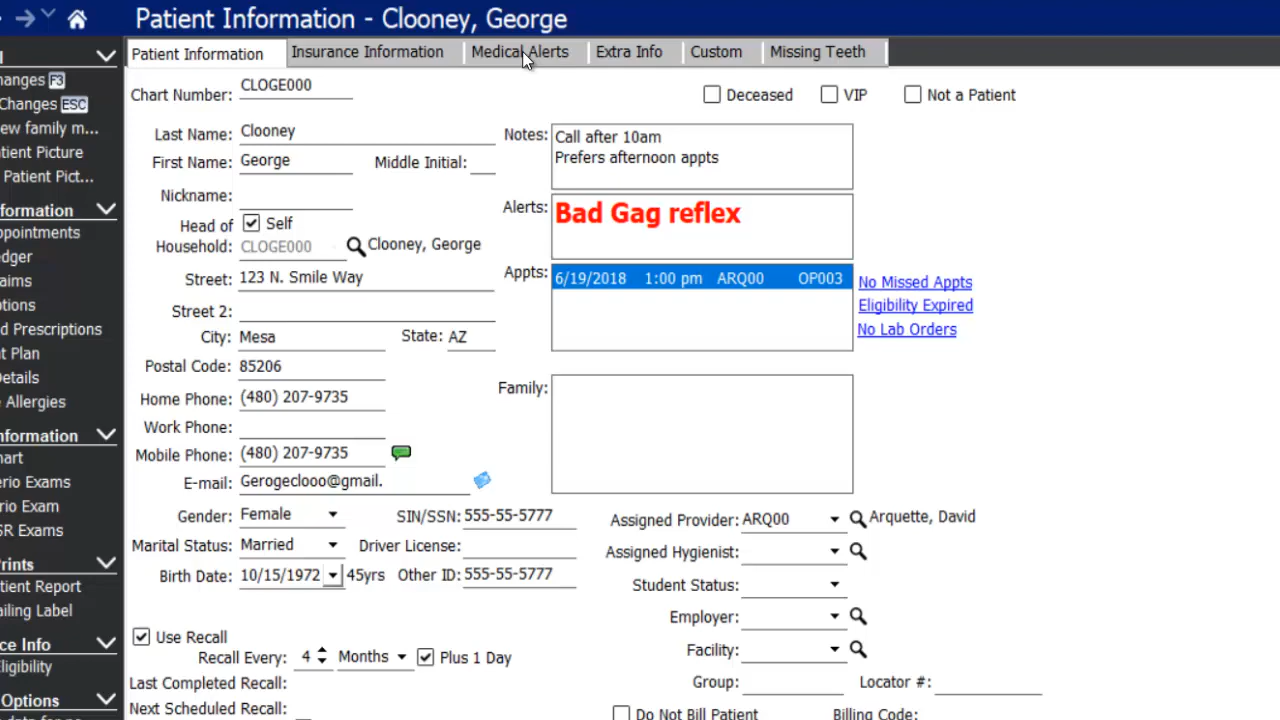 Patient Information - Clooney, George
Patient Information
Insurance Information
Medical Alerts
Extra Info
Custom
Missing Teeth
hanges F3
Changes ESC
ew family m...
tient Picture
Patient Pict...
formation
ppointments
dger
aims
ptions
d Prescriptions
t Plan
Details
Allergies
nformation
hart
erio Exams
rio Exam
SR Exams
Prints
tient Report
ailing Label
ce Info
ligibility
Options
Chart Number: CLOGE000
Deceased
VIP
Not a Patient
Last Name: Clooney
First Name: George
Middle Initial:
Nickname:
Head of Household: Self
CLOGE000
Clooney, George
Street: 123 N. Smile Way
Street 2:
City: Mesa
State: AZ
Postal Code: 85206
Home Phone: (480) 207-9735
Work Phone:
Mobile Phone: (480) 207-9735
E-mail: Gerogeclooo@gmail.
Gender: Female
SIN/SSN: 555-55-5777
Marital Status: Married
Driver License:
Birth Date: 10/15/1972 45yrs
Other ID: 555-55-5777
Use Recall
Recall Every: 4 Months
Plus 1 Day
Last Completed Recall:
Next Scheduled Recall:
Notes: Call after 10am
Prefers afternoon appts
Alerts: Bad Gag reflex
Appts: 6/19/2018 1:00 pm ARQ00 OP003
No Missed Appts
Eligibility Expired
No Lab Orders
Family:
Assigned Provider: ARQ00
Arquette, David
Assigned Hygienist:
Student Status:
Employer:
Facility:
Group:
Locator #:
Do Not Bill Patient
Billing Code: